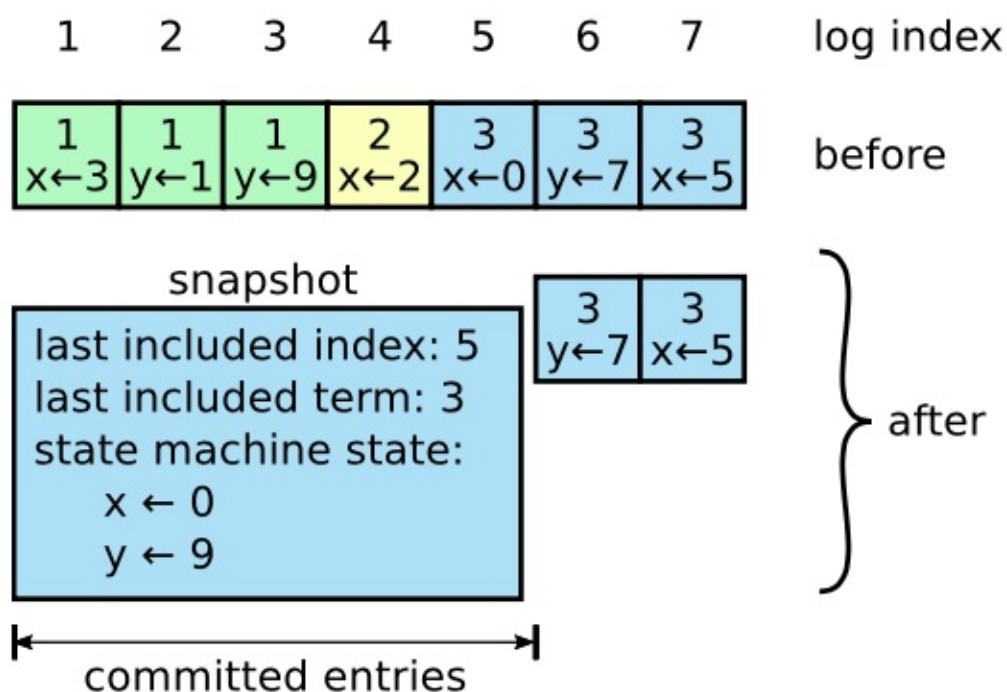 1 2 3 4 5 6 7 log index
1 1 1 2 3 3 3
x←3 y←1 y←9 x←2 x←0 y←7 x←5 before
snapshot
3 3
y←7 x←5
last included index: 5
last included term: 3
state machine state:
x ← 0
y ← 9
after
committed entries